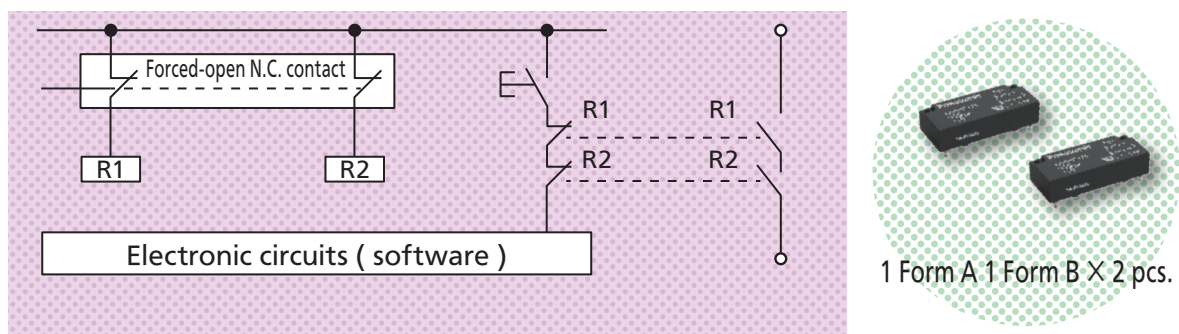 Forced-open N.C. contact
R1 R1
R1 R2 R2 R2
Electronic circuits ( software )
1 Form A 1 Form B × 2 pcs.